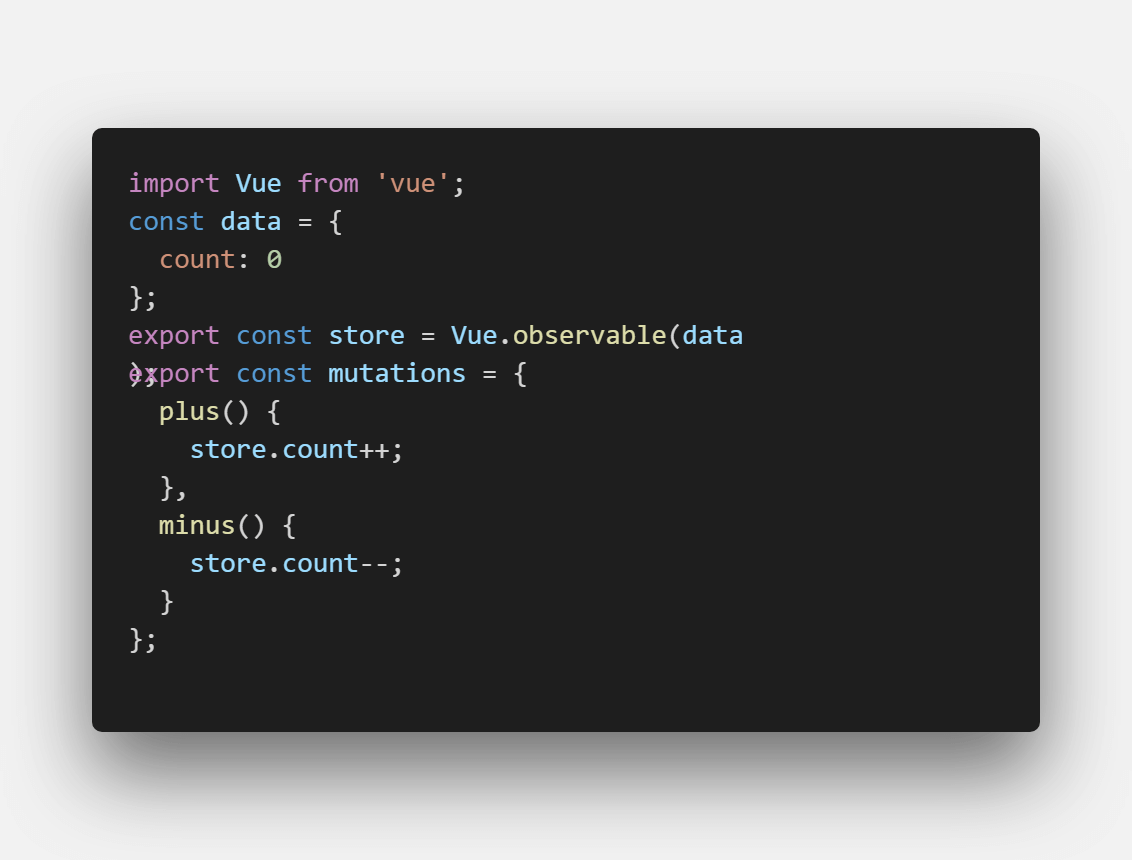 import Vue from 'vue';
const data = {
  count: 0
};
export const store = Vue.observable(data
);
export const mutations = {
  plus() {
    store.count++;
  },
  minus() {
    store.count--;
  }
};